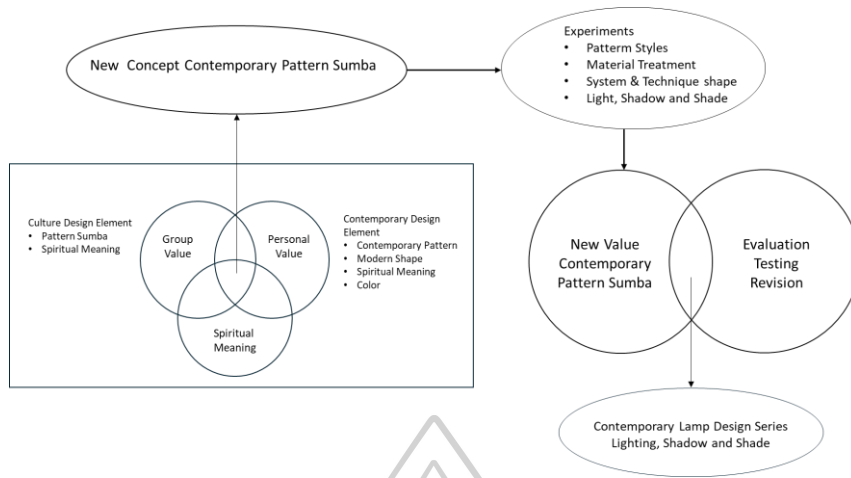 New Concept Contemporary Pattern Sumba
Experiments
• Patterm Styles
• Material Treatment
• System & Technique shape
• Light, Shadow and Shade
Culture Design Element
• Pattern Sumba
• Spiritual Meaning
Group
Value
Personal
Value
Spiritual
Meaning
Contemporary Design
Element
• Contemporary Pattern
• Modern Shape
• Spiritual Meaning
• Color
New Value
Contemporary
Pattern Sumba
Evaluation
Testing
Revision
Contemporary Lamp Design Series
Lighting, Shadow and Shade